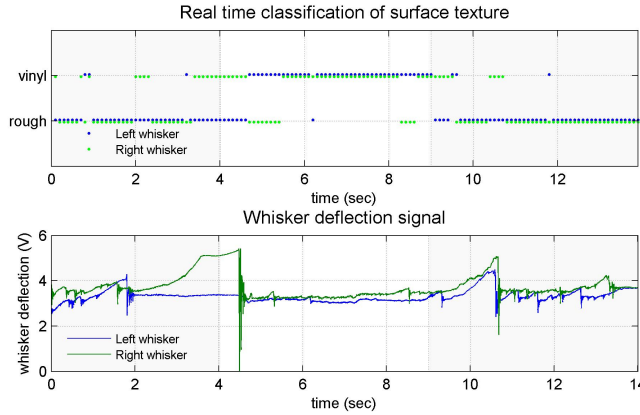 Real time classification of surface texture
vinyl
rough
Left whisker
Right whisker
0 2 4 6 8 10 12
time (sec)
Whisker deflection signal
whisker deflection (V)
6
4
2
0
Left whisker
Right whisker
0 2 4 6 8 10 12 14
time (sec)